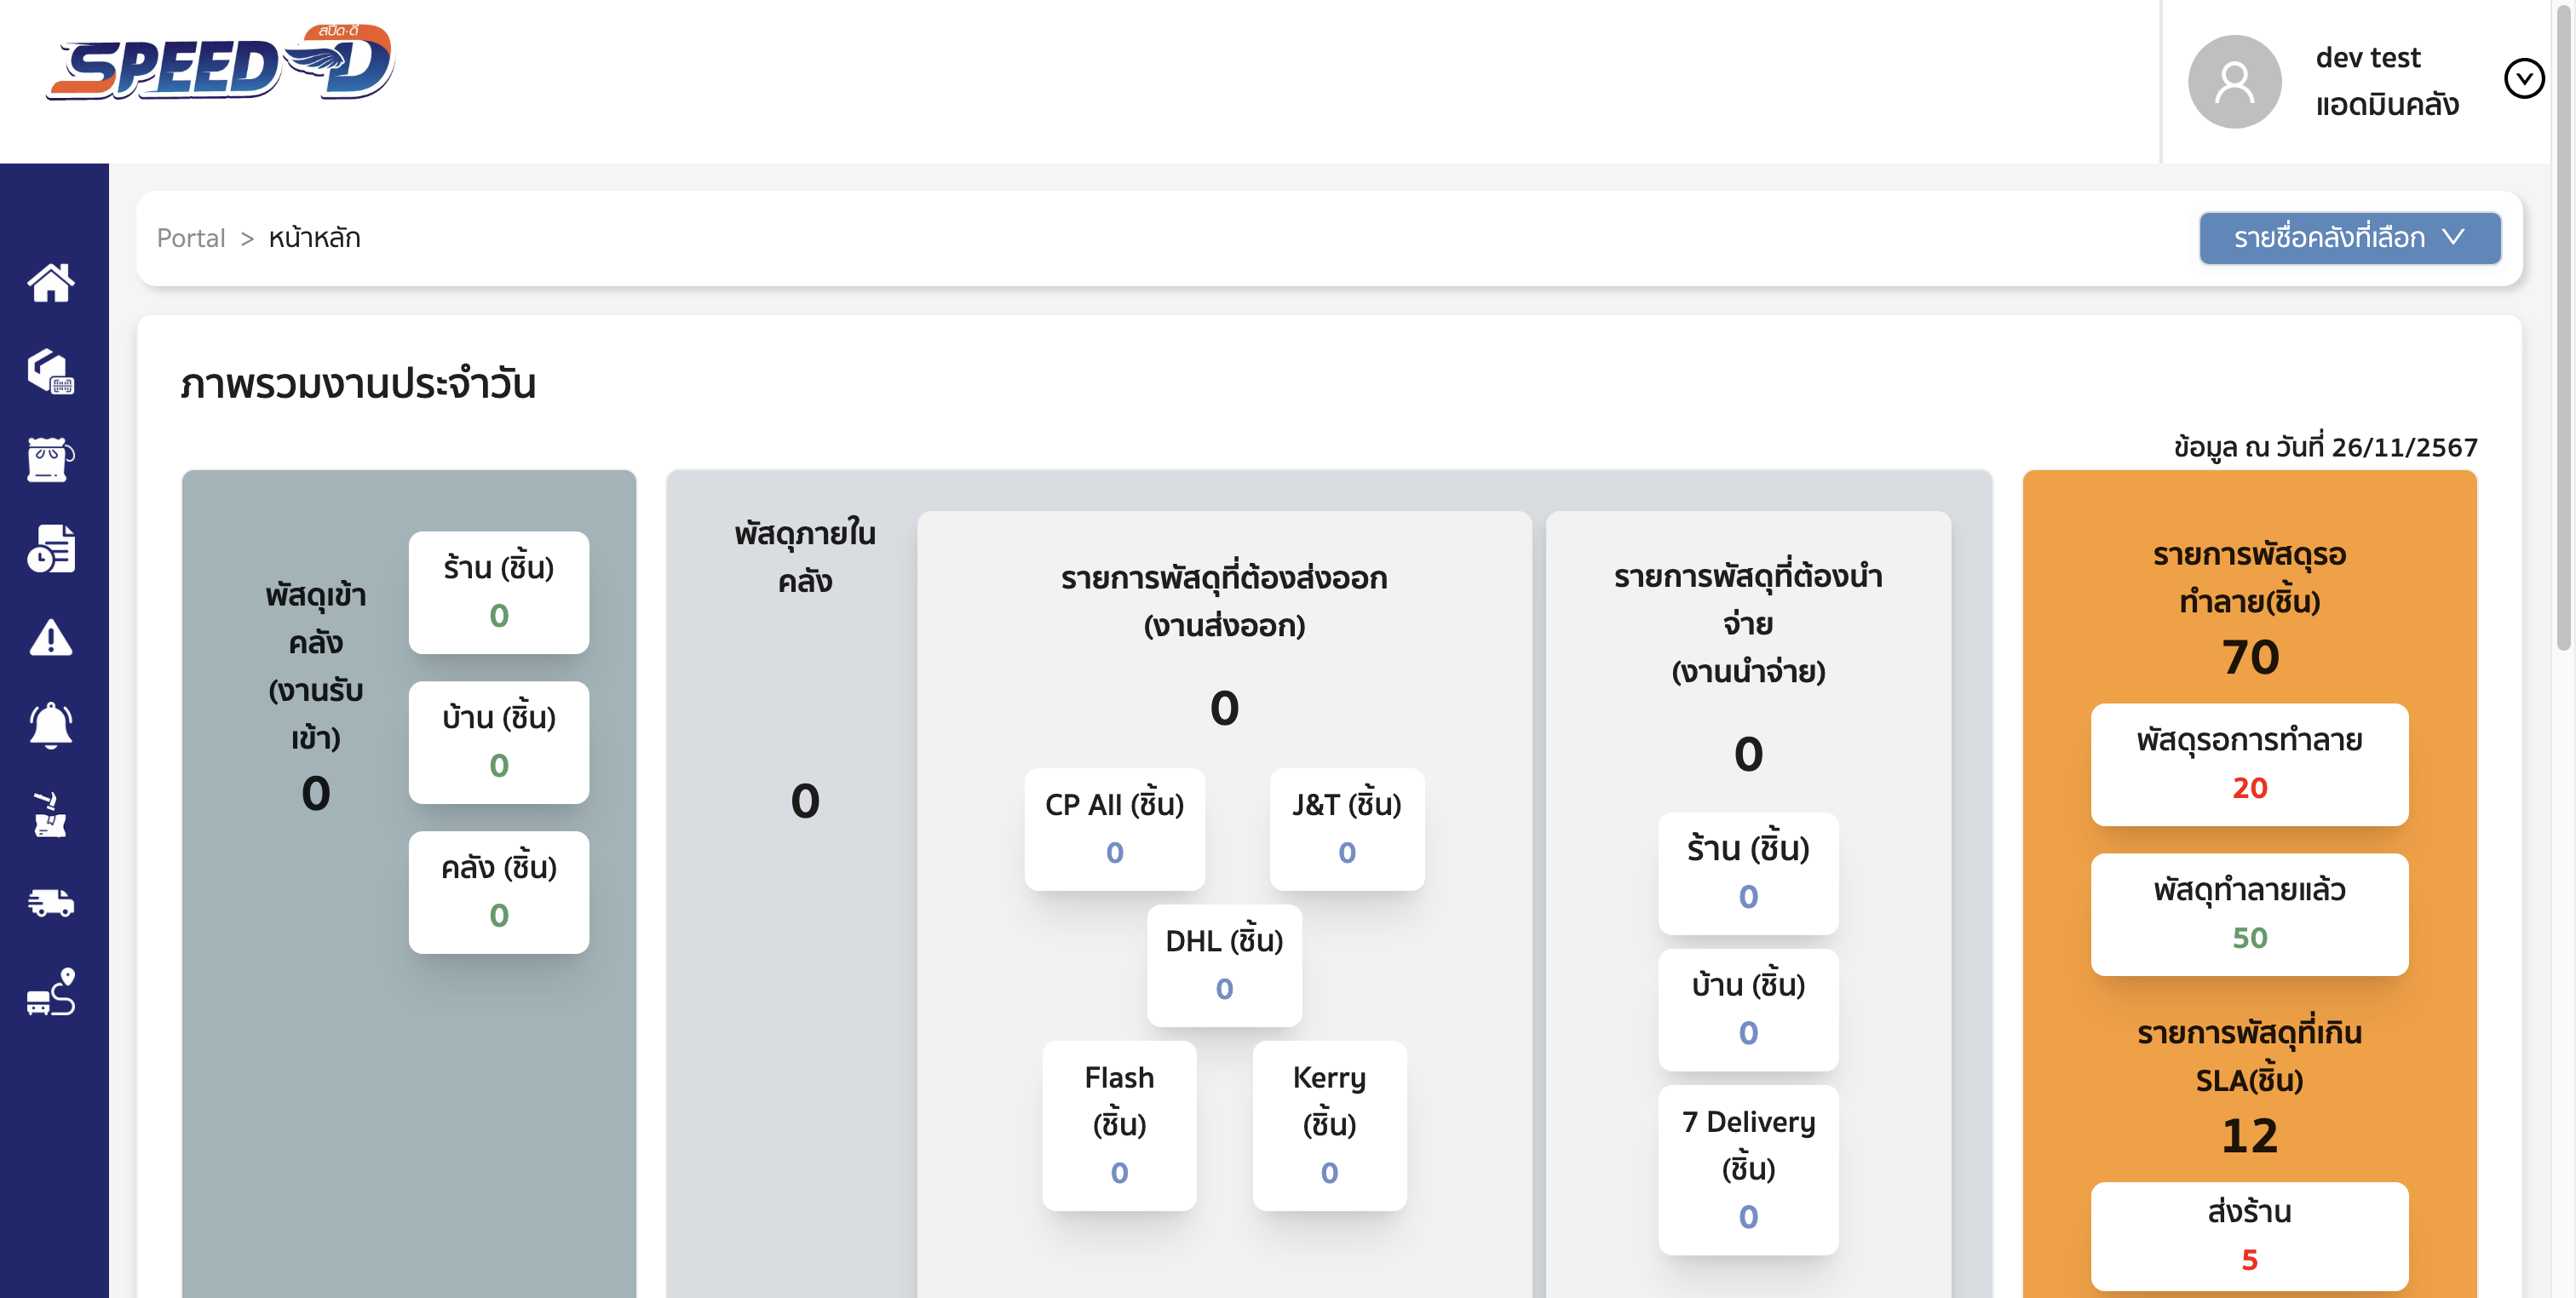 สปีด-ดี
SPEED-D
dev test
แอดมินคลัง
Portal > หน้าหลัก
รายชื่อคลังที่เลือก
ภาพรวมงานประจำวัน
ข้อมูล ณ วันที่ 26/11/2567
พัสดุเข้า
คลัง
(งานรับ
เข้า)
0
ร้าน (ชิ้น)
0
บ้าน (ชิ้น)
0
คลัง (ชิ้น)
0
พัสดุภายใน
คลัง
0
รายการพัสดุที่ต้องส่งออก
(งานส่งออก)
0
CP All (ชิ้น)
0
J&T (ชิ้น)
0
DHL (ชิ้น)
0
Flash
(ชิ้น)
0
Kerry
(ชิ้น)
0
รายการพัสดุที่ต้องนำ
จ่าย
(งานนำจ่าย)
0
ร้าน (ชิ้น)
0
บ้าน (ชิ้น)
0
7 Delivery
(ชิ้น)
0
รายการพัสดุรอ
ทำลาย(ชิ้น)
70
พัสดุรอการทำลาย
20
พัสดุทำลายแล้ว
50
รายการพัสดุที่เกิน
SLA(ชิ้น)
12
ส่งร้าน
5